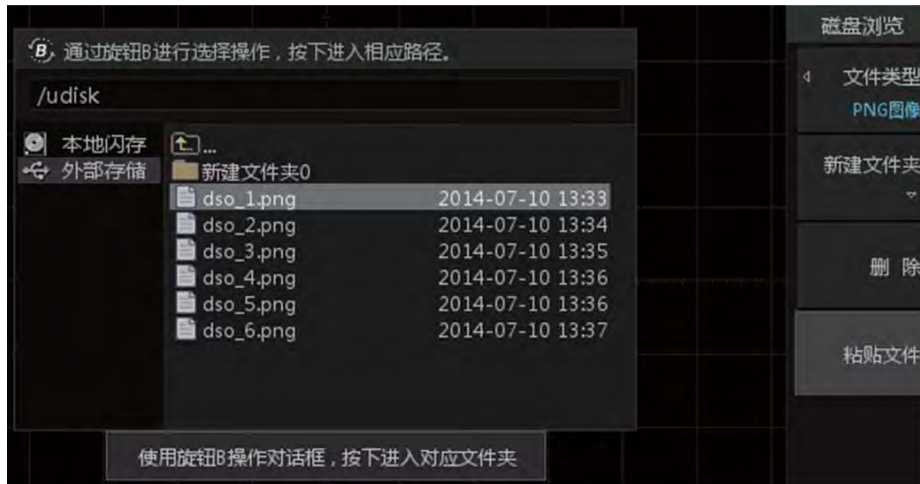 B 通过旋钮B进行选择操作，按下进入相应路径。
/udisk
本地闪存
外部存储
...
新建文件夹0
dso_1.png 2014-07-10 13:33
dso_2.png 2014-07-10 13:34
dso_3.png 2014-07-10 13:35
dso_4.png 2014-07-10 13:36
dso_5.png 2014-07-10 13:36
dso_6.png 2014-07-10 13:37
使用旋钮B操作对话框，按下进入对应文件夹
磁盘浏览
文件类型
PNG图像
新建文件夹
删 除
粘贴文件